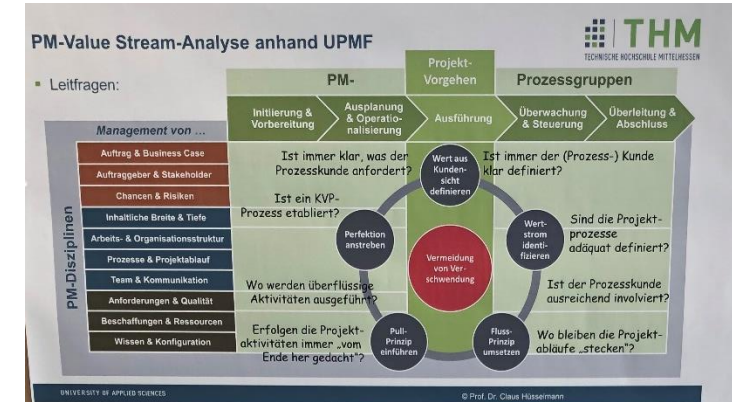 PM-Value Stream-Analyse anhand UPMF
THM
TECHNISCHE HOCHSCHULE MITTELHESSEN
▪ Leitfragen:
PM-
Projekt-
Vorgehen
Prozessgruppen
Initiierung &
Vorbereitung
Ausplanung
& Operatio-
nalisierung
Ausführung
Überwachung
& Steuerung
Überleitung &
Abschluss
Management von ...
PM-Disziplinen
Auftrag & Business Case
Auftraggeber & Stakeholder
Chancen & Risiken
Inhaltliche Breite & Tiefe
Arbeits- & Organisationsstruktur
Prozesse & Projektablauf
Team & Kommunikation
Anforderungen & Qualität
Beschaffungen & Ressourcen
Wissen & Konfiguration
Ist immer klar, was der
Prozesskunde anfordert?
Wert aus
Kunden-
sicht
definieren
Ist immer der (Prozess-) Kunde
klar definiert?
Ist ein KVP-
Prozess etabliert?
Perfektion
anstreben
Wert-
strom
identi-
fizieren
Sind die Projekt-
prozesse
adäquat definiert?
Vermeidung
von Ver-
schwendung
Wo werden überflüssige
Aktivitäten ausgeführt?
Ist der Prozesskunde
ausreichend involviert?
Erfolgen die Projekt-
aktivitäten immer „vom
Ende her gedacht"?
Pull-
Prinzip
einführen
Fluss-
Prinzip
umsetzen
Wo bleiben die Projekt-
abläufe „stecken"?
UNIVERSITY OF APPLIED SCIENCES
© Prof. Dr. Claus Hüsselmann